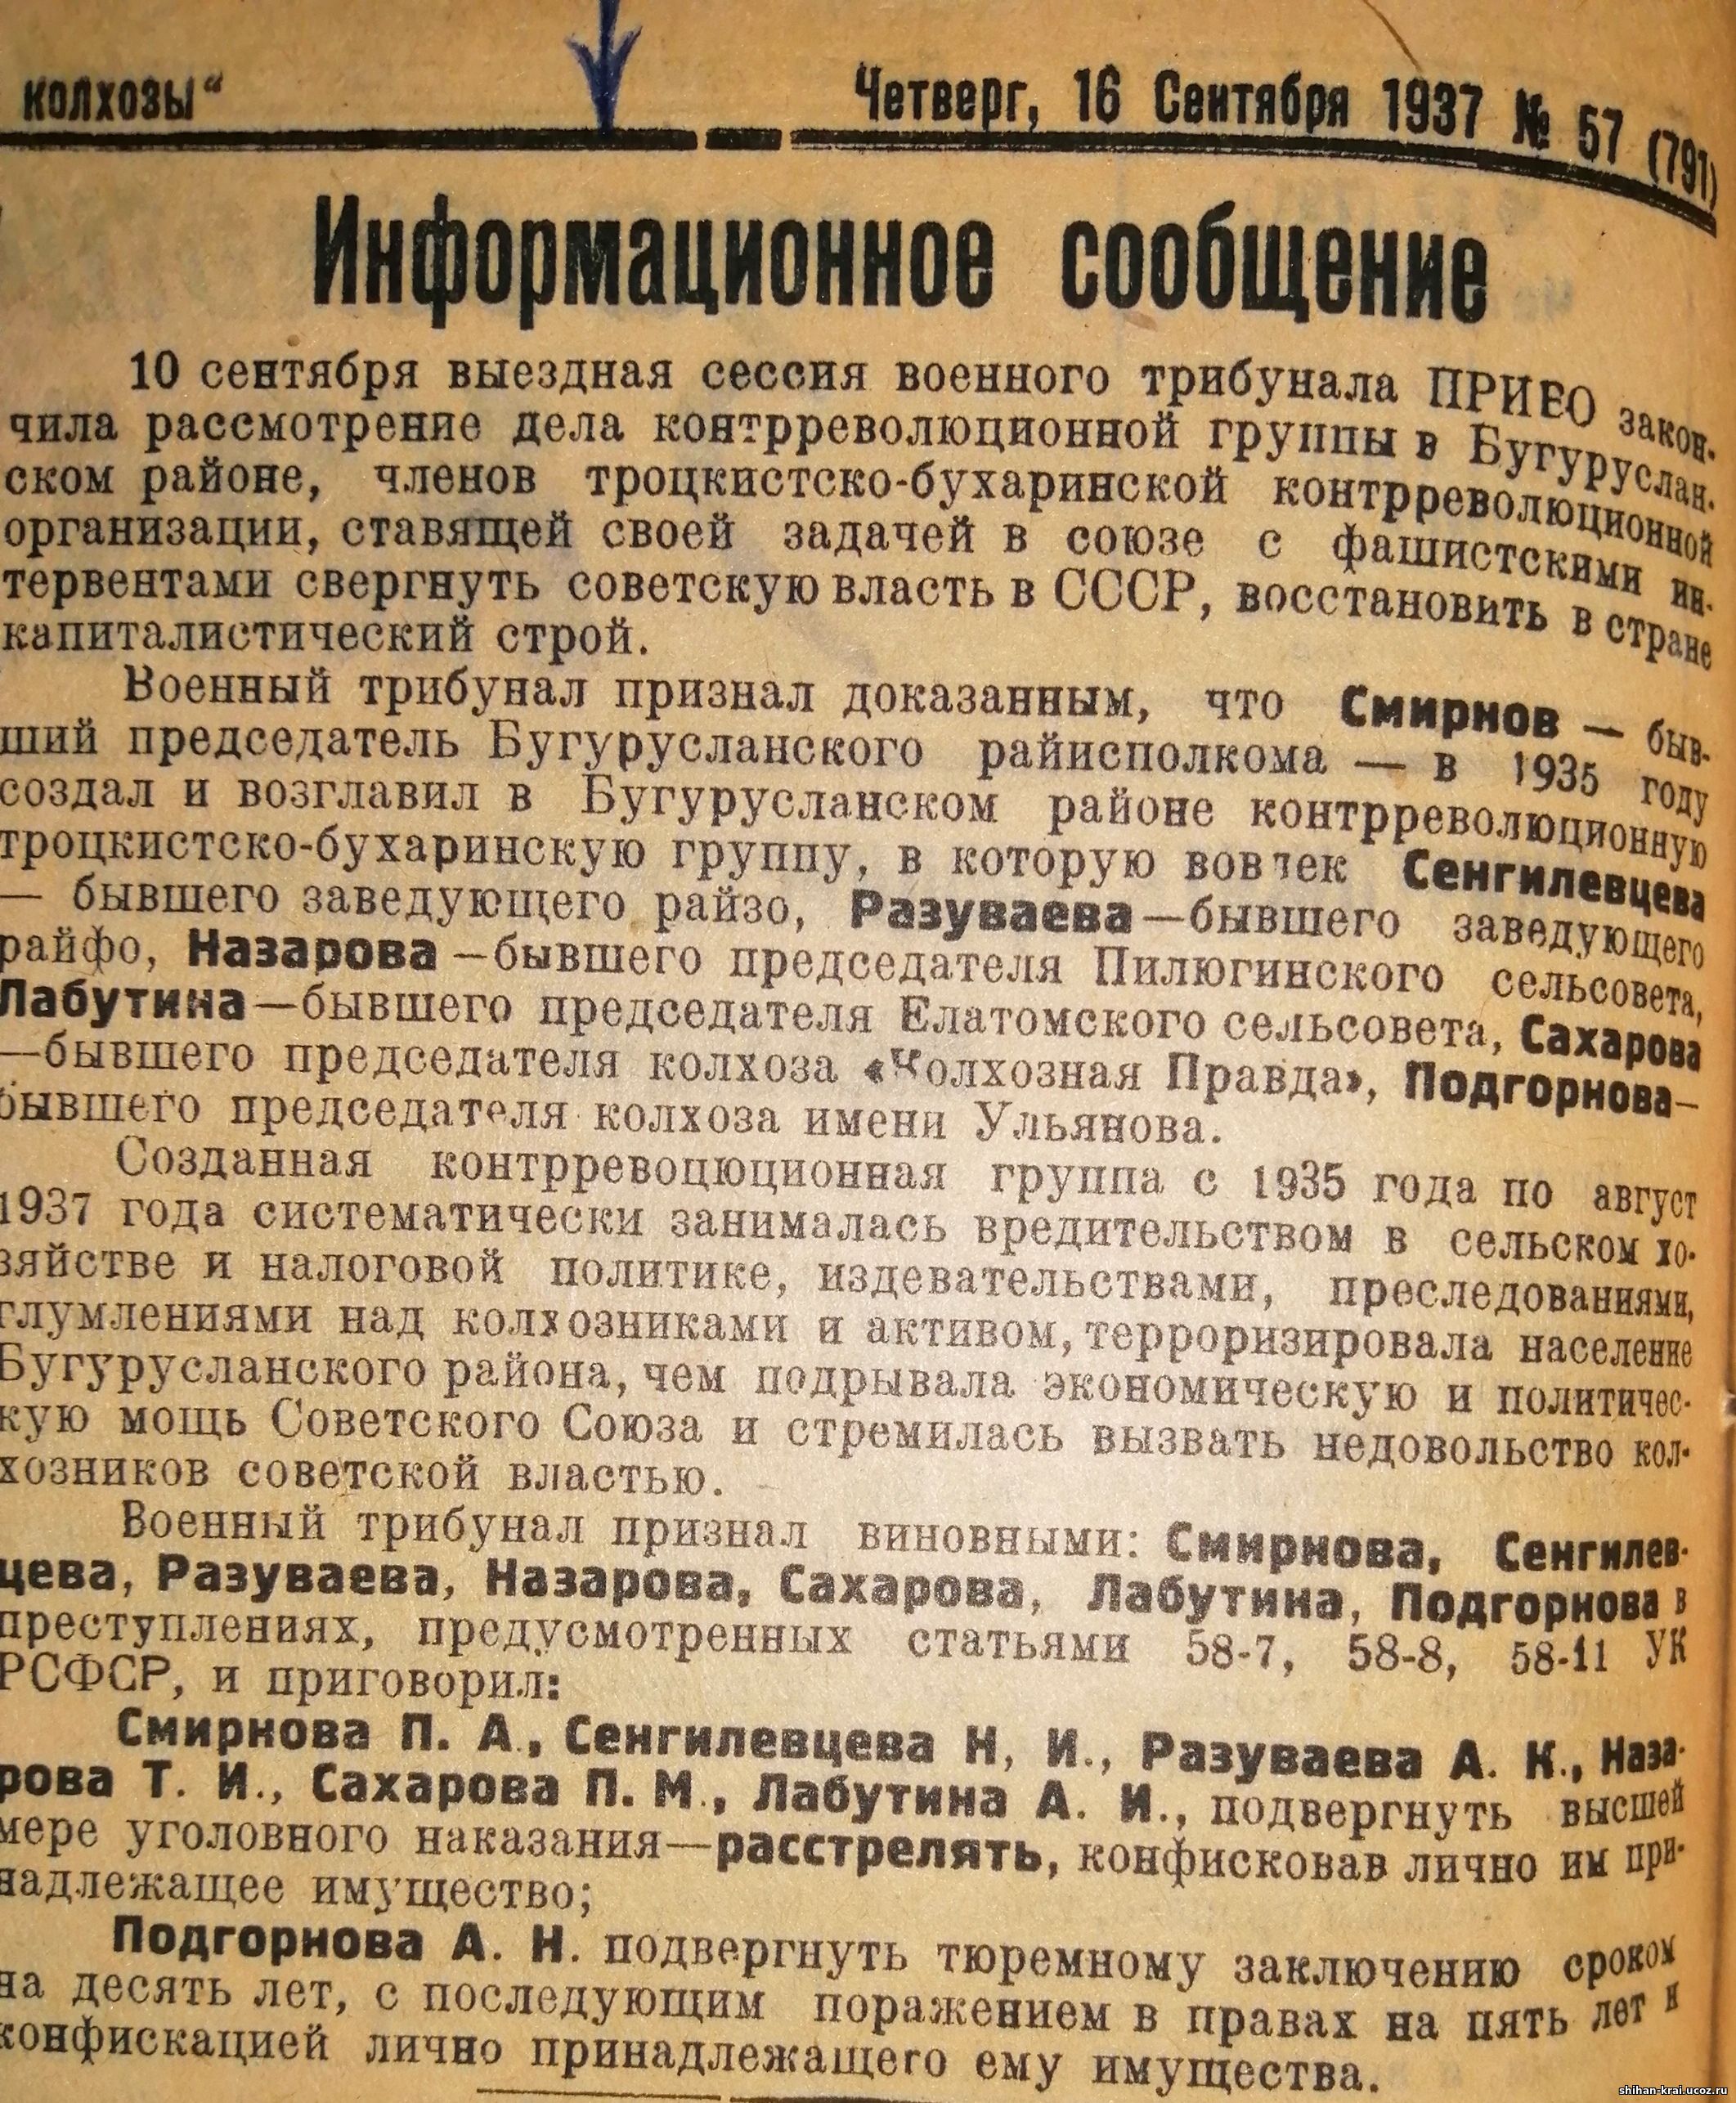 колхозы"
Четверг, 16 Сентября 1937 № 57 (791)
Информационное сообщение
10 сентября выездная сессия военного трибунала ПРИВО закон-
чила рассмотрение дела контрреволюционной группы в Бугуруслан-
ском районе, членов троцкистско-бухаринской контрреволюционной
организации, ставящей своей задачей в союзе с фашистскими ин-
тервентами свергнуть советскую власть в СССР, восстановить в стране
капиталистический строй.
Военный трибунал признал доказанным, что Смирнов — быв-
ший председатель Бугурусланского райисполкома — в 1935 году
создал и возглавил в Бугурусланском районе контрреволюционную
троцкистско-бухаринскую группу, в которую вовлек Сенгилевцева
— бывшего заведующего райзо, Разуваева—бывшего заведующего
райфо, Назарова—бывшего председателя Пилюгинского сельсовета,
Лабутина—бывшего председателя Елатомского сельсовета, Сахарова
—бывшего председателя колхоза «Колхозная Правда», Подгорнова—
бывшего председателя колхоза имени Ульянова.
Созданная контрревоцюционная группа с 1935 года по август
1937 года систематически занималась вредительством в сельском хо-
зяйстве и налоговой политике, издевательствами, преследованиями,
глумлениями над колхозниками и активом, терроризировала население
Бугурусланского района, чем подрывала экономическую и политичес-
кую мощь Советского Союза и стремилась вызвать недовольство кол-
хозников советской властью.
Военный трибунал признал виновными: Смирнова, Сенгилев-
цева, Разуваева, Назарова, Сахарова, Лабутина, Подгорнова в
преступлениях, предусмотренных статьями 58-7, 58-8, 58-11 УК
РСФСР, и приговорил:
Смирнова П. А., Сенгилевцева Н, И., Разуваева А. К., Наза-
рова Т. И., Сахарова П. М., Лабутина А. И., подвергнуть высшей
мере уголовного наказания—расстрелять, конфисковав лично им при-
надлежащее имущество;
Подгорнова А. Н. подвергнуть тюремному заключению сроком
на десять лет, с последующим поражением в правах на пять лет и
конфискацией лично принадлежащего ему имущества.
shihan-krai.ucoz.ru